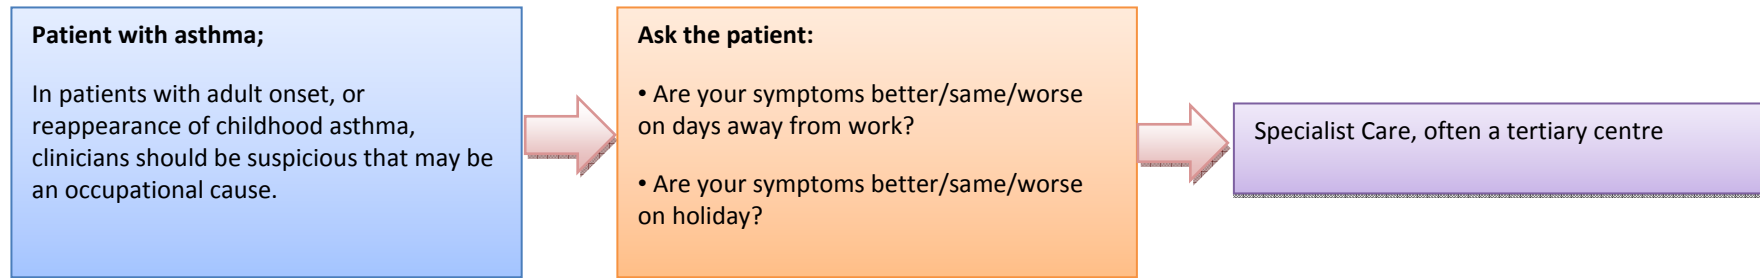 Patient with asthma;
In patients with adult onset, or
reappearance of childhood asthma,
clinicians should be suspicious that may be
an occupational cause.
Ask the patient:
• Are your symptoms better/same/worse
on days away from work?
• Are your symptoms better/same/worse
on holiday?
Specialist Care, often a tertiary centre